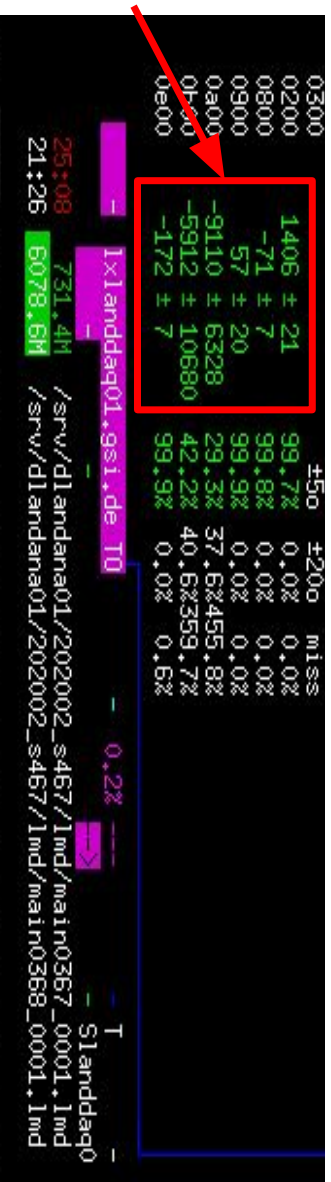 0300 ±5σ ±20σ miss
0200 1406 ± 21 99.7% 0.0% 0.0%
0800 -71 ± 7 99.8% 0.0% 0.0%
0900 57 ± 20 99.9% 0.0% 0.0%
0a00 -9110 ± 6328 29.3% 37.6%455.8%
0b00 -5912 ± 10680 42.2% 40.6%359.7%
0e00 -172 ± 7 99.9% 0.0% 0.6%
- lxlanddaq01.gsi.de TO - 0.2% --- - T -
- - --> - Slanddaq0
25:08 731.4M /srv/dlandana01/202002_s467/lmd/main0367_0001.lmd
21:26 6078.6M /srv/dlandana01/202002_s467/lmd/main0368_0001.lmd